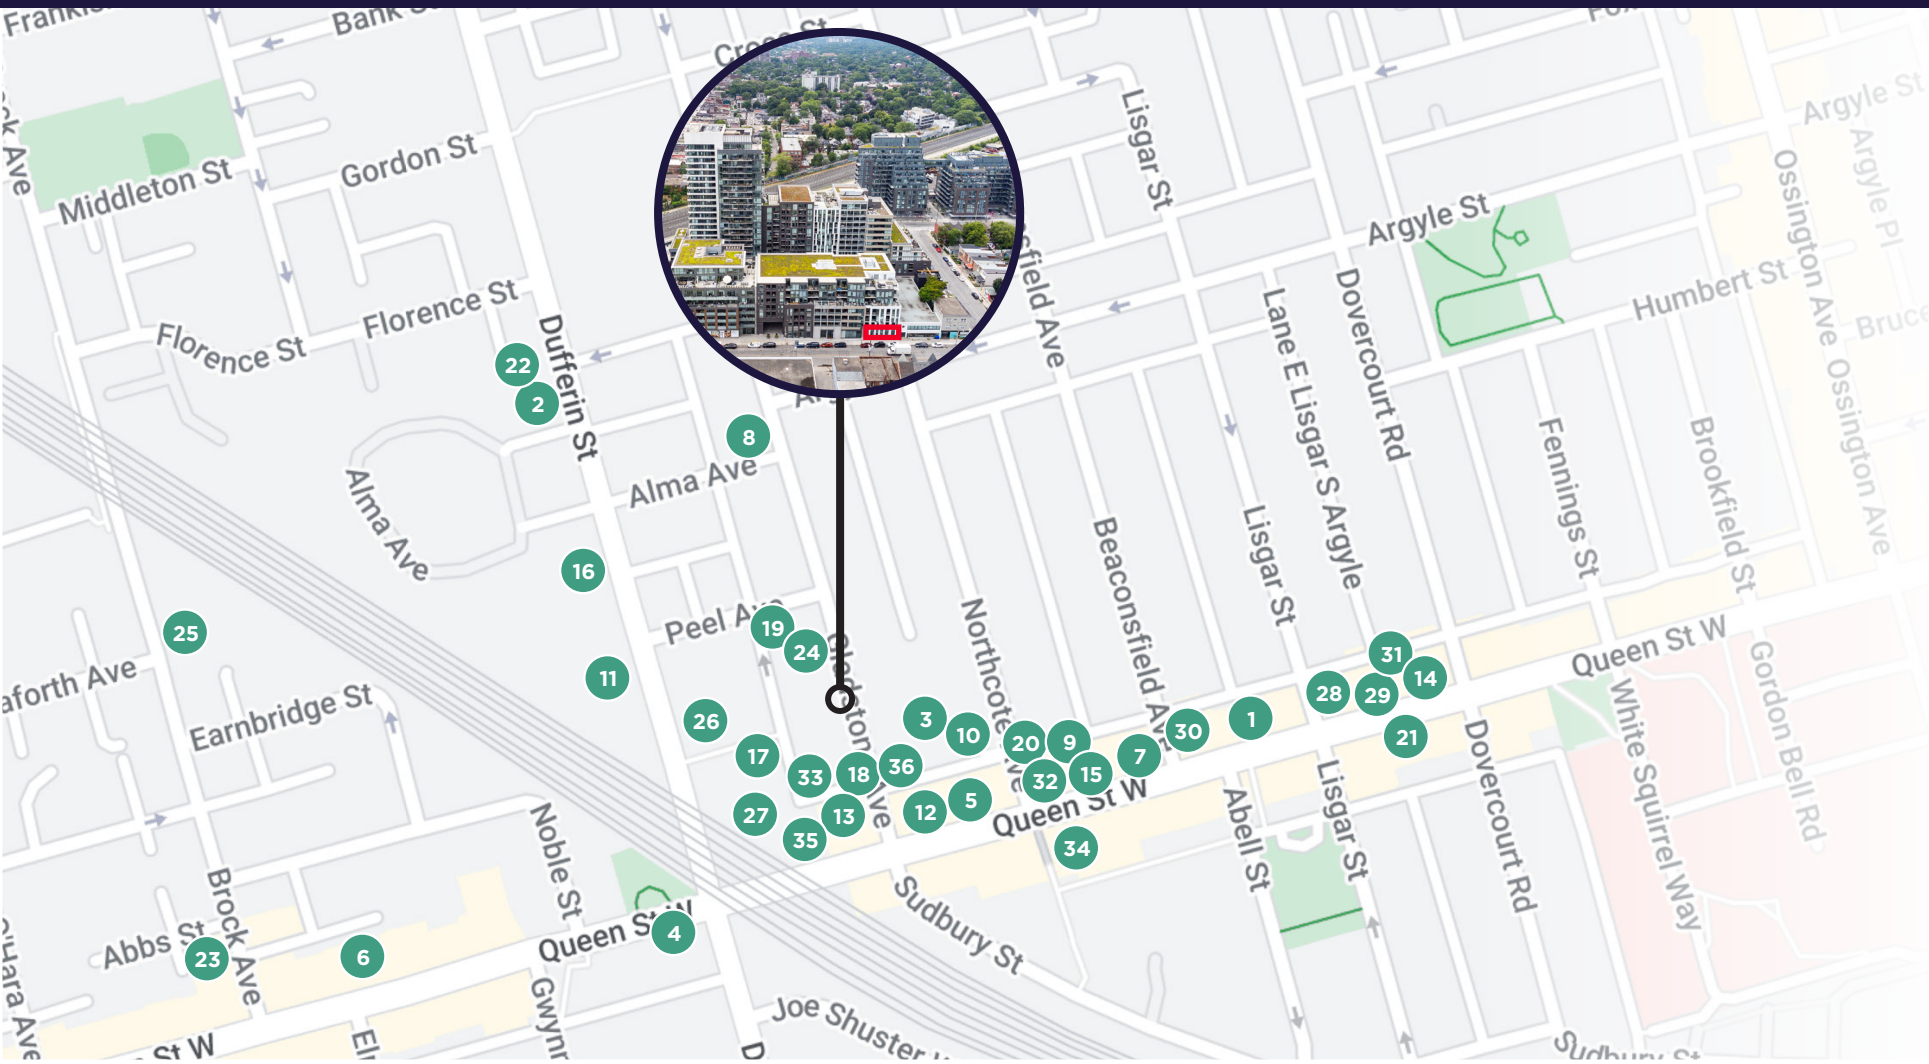 Bank
Cross St
Argyle St
Argyle Pl
Lisgar St
Gordon St
Middleton St
Argyle St
Ossington Ave
Humbert St
Bruce
Florence St
Florence St
Dufferin St
22
2
8
Alma Ave
Alma Ave
Lane E Lisgar S Argyle
Dovercourt Rd
Fennings St
Brookfield St
Ossington Ave
Beaconsfield Ave
Lisgar St
16
Peel Ave
19
24
25
11
Earnbridge St
26
3
10
20
9
30
1
28
29
31
14
21
Queen St W
17
33
18
36
32
15
7
27
35
13
12
5
Queen St W
34
Noble St
Abell St
Lisgar St
Dovercourt Rd
White Squirrel Way
Gordon Bell Rd
Brock Ave
Abbs St
23
6
4
Sudbury St
Joe Shuster
St W
Sudbury St